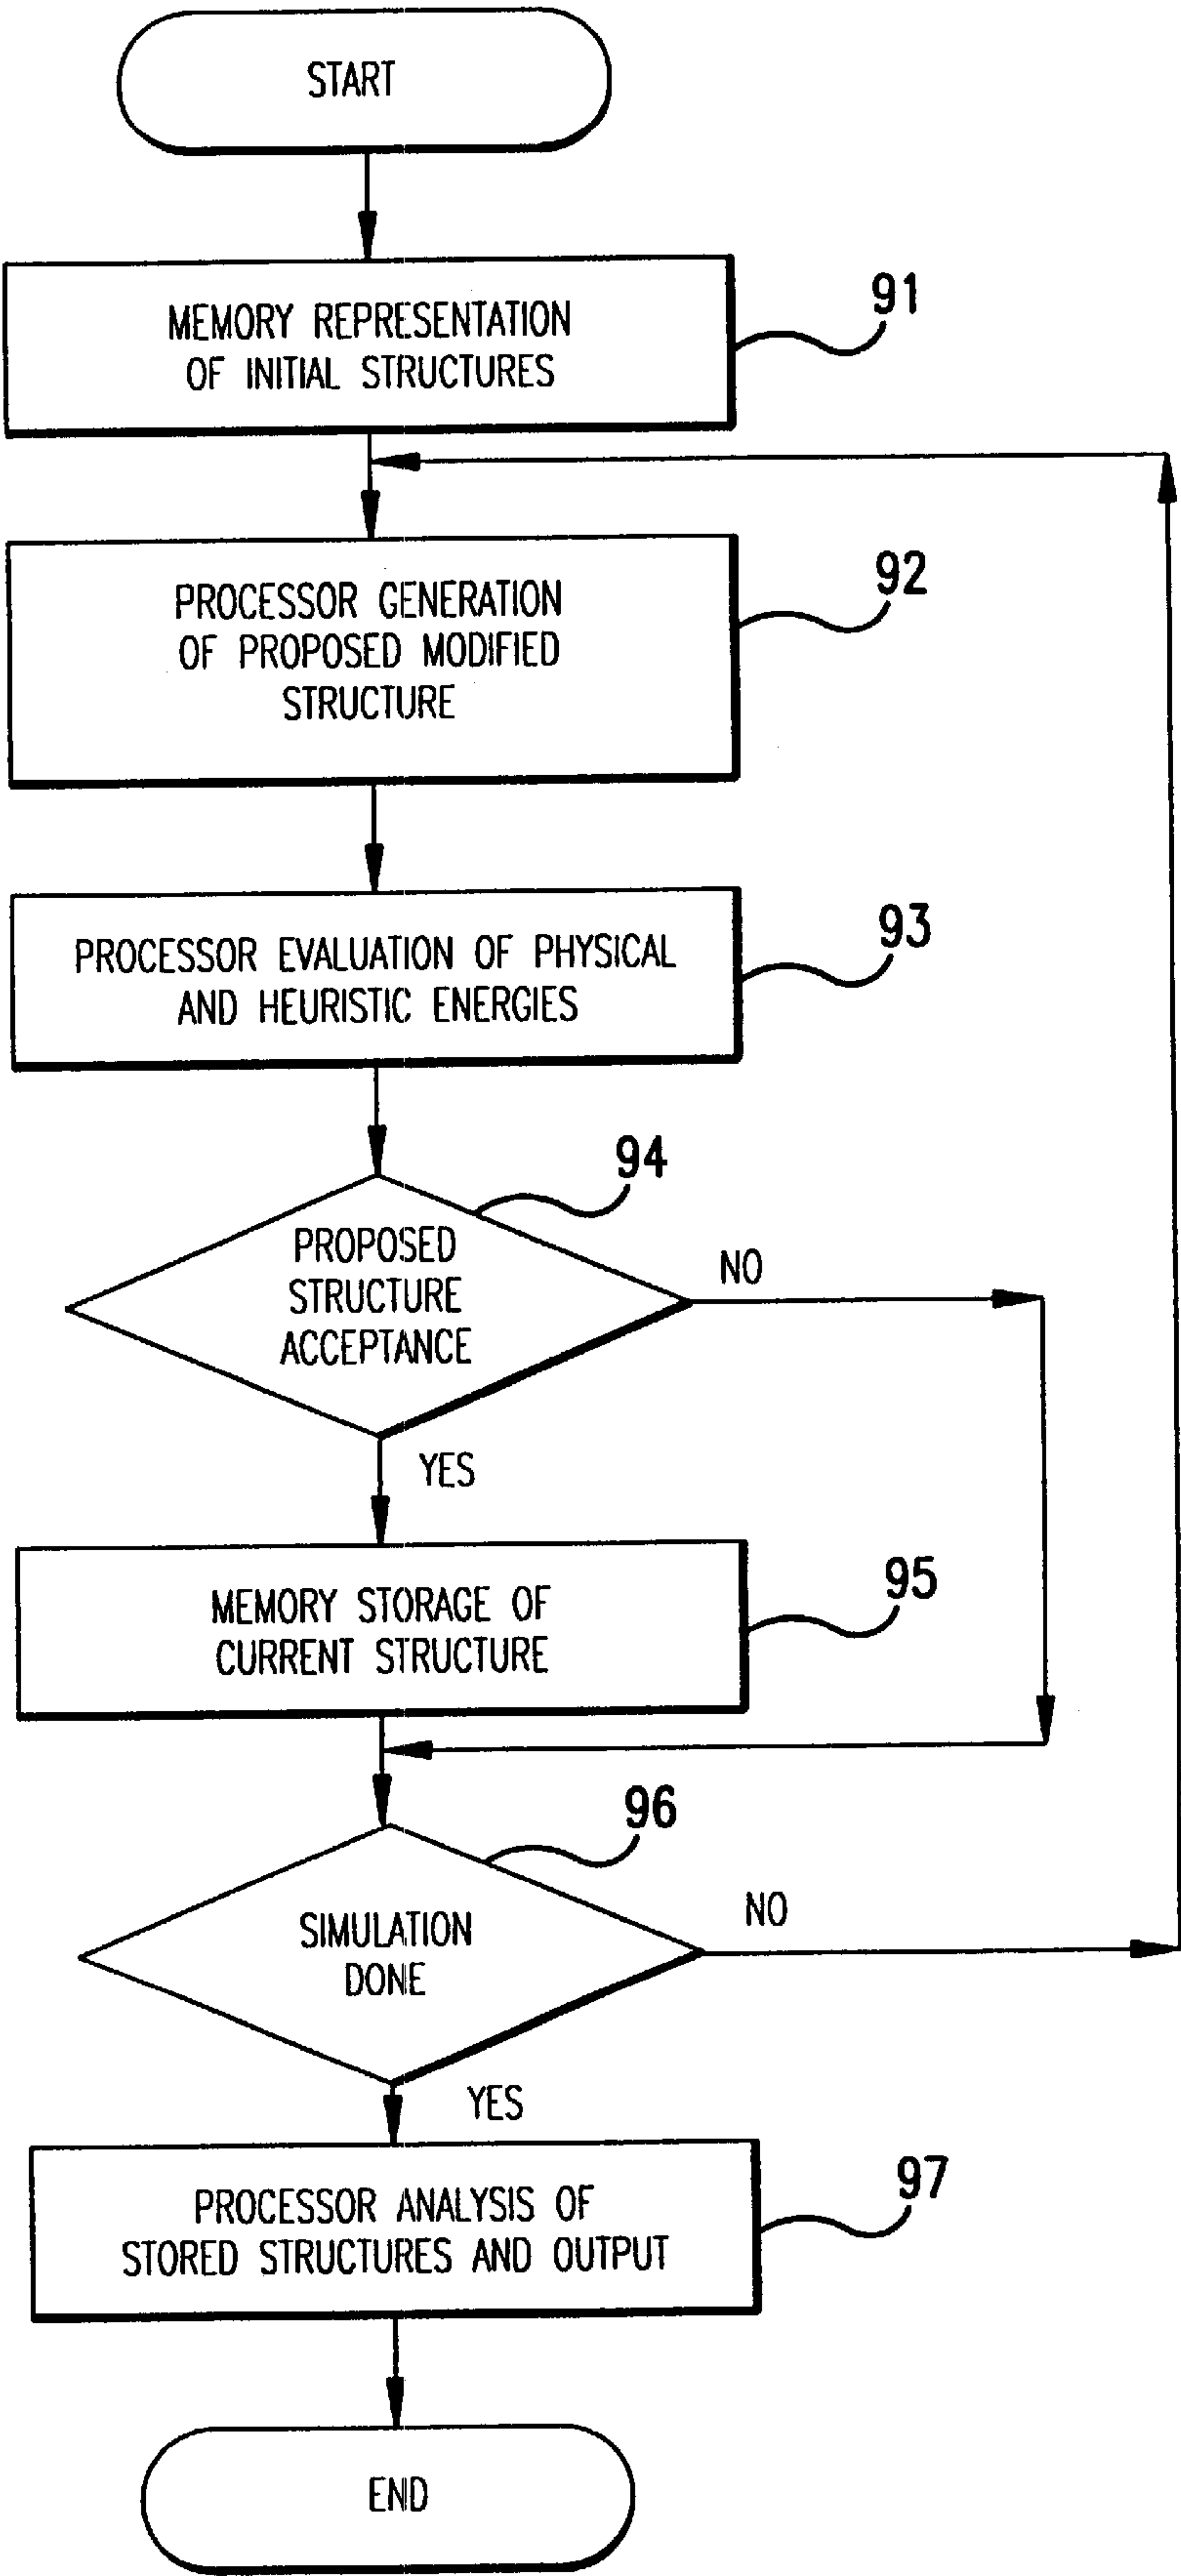 START
MEMORY REPRESENTATION
OF INITIAL STRUCTURES
91
PROCESSOR GENERATION
OF PROPOSED MODIFIED
STRUCTURE
92
PROCESSOR EVALUATION OF PHYSICAL
AND HEURISTIC ENERGIES
93
94
PROPOSED
STRUCTURE
ACCEPTANCE
NO
YES
MEMORY STORAGE OF
CURRENT STRUCTURE
95
96
SIMULATION
DONE
NO
YES
PROCESSOR ANALYSIS OF
STORED STRUCTURES AND OUTPUT
97
END